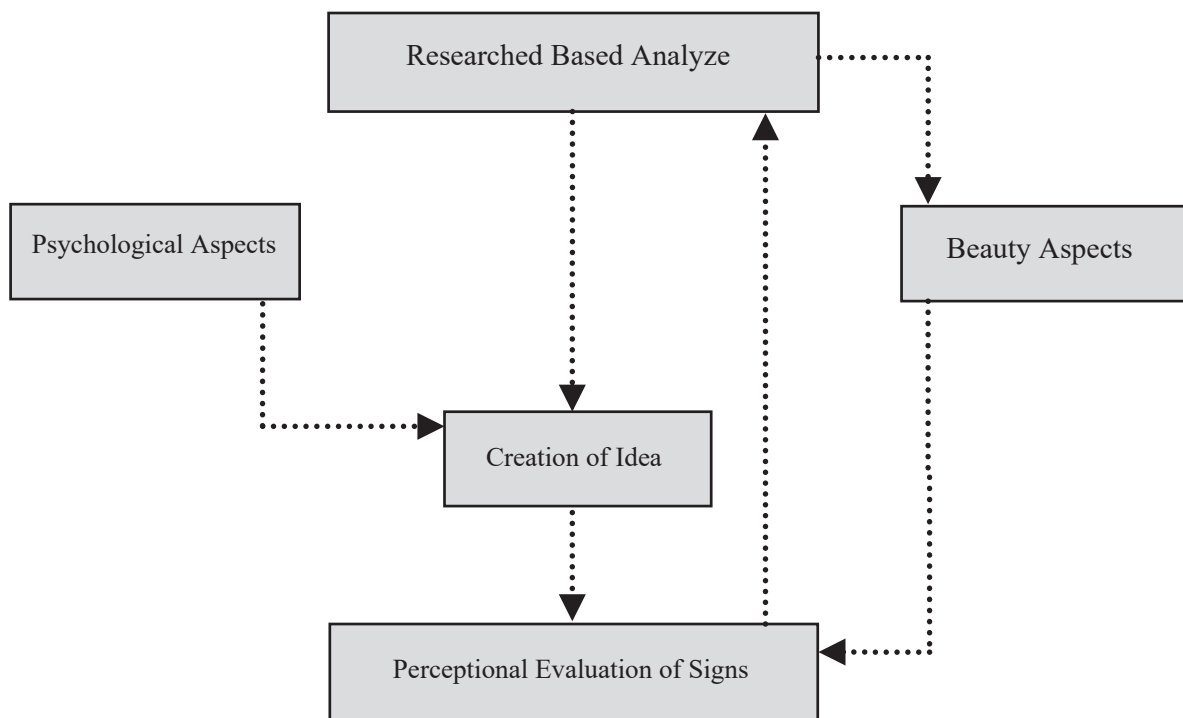 Researched Based Analyze
Psychological Aspects
Beauty Aspects
Creation of Idea
Perceptional Evaluation of Signs